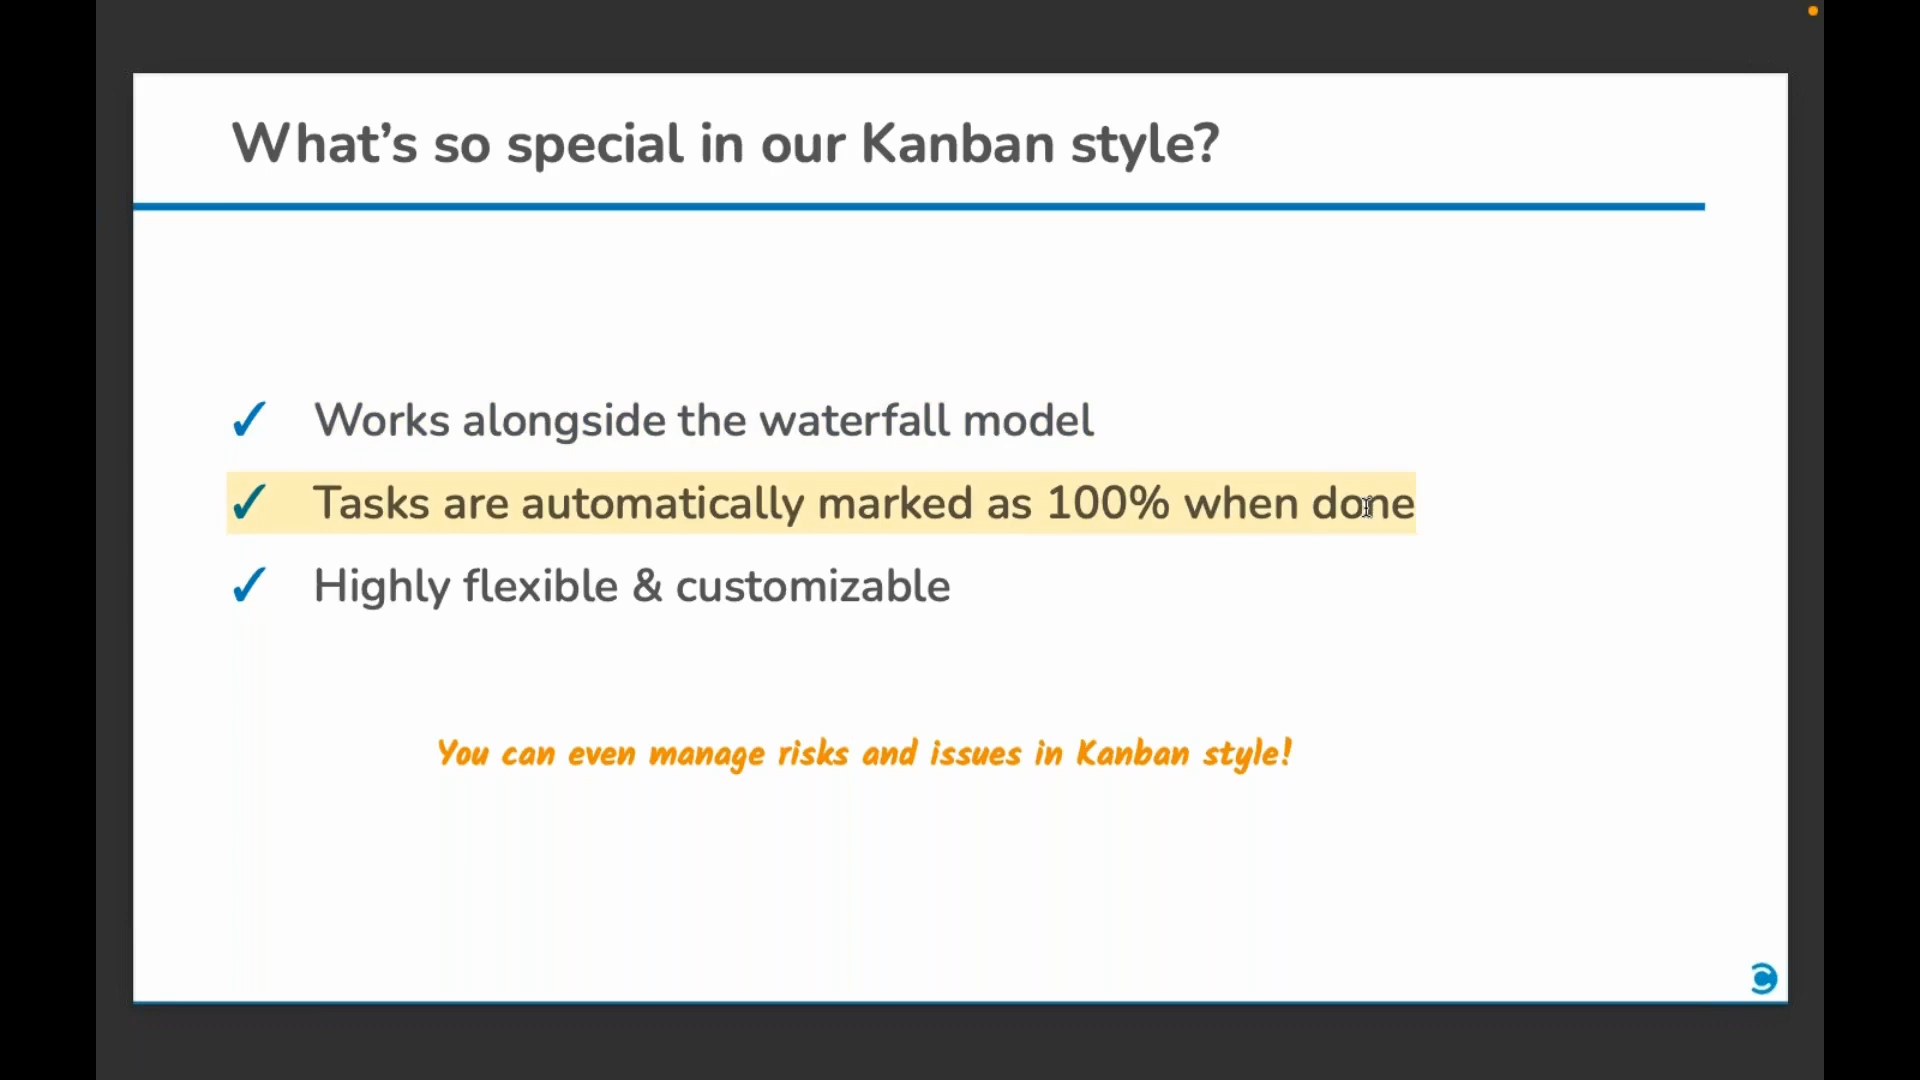 What’s so special in our Kanban style?
✓ Works alongside the waterfall model
✓ Tasks are automatically marked as 100% when done
✓ Highly flexible & customizable
You can even manage risks and issues in Kanban style!